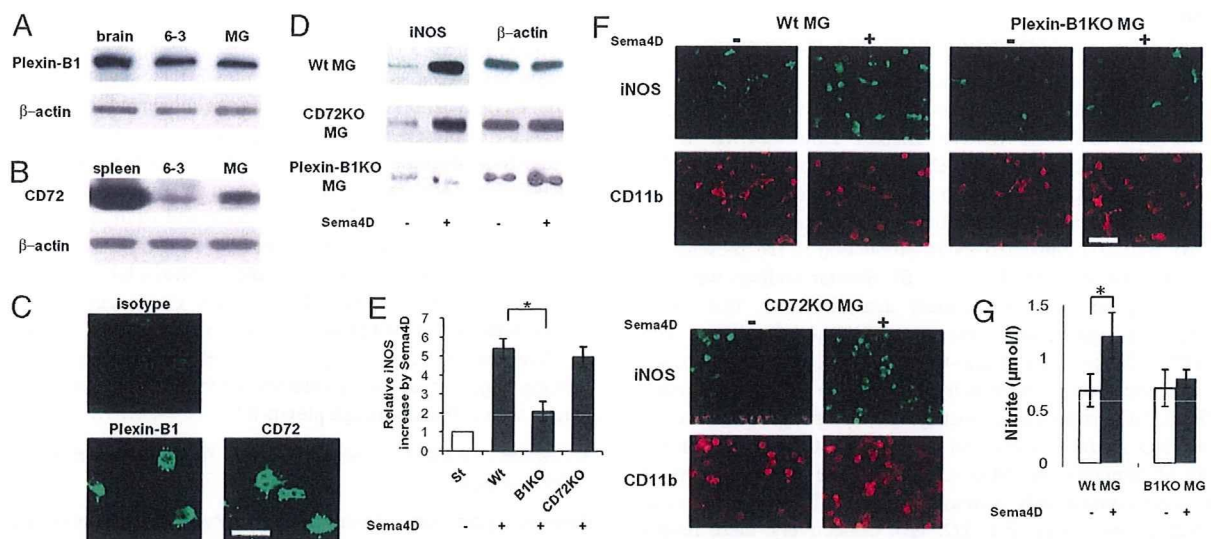 A
brain 6-3 MG
Plexin-B1
β-actin
B
spleen 6-3 MG
CD72
β-actin
C
isotype
Plexin-B1 CD72
D
iNOS β-actin
Wt MG
CD72KO
MG
Plexin-B1KO
MG
Sema4D - + - +
E
*
Relative iNOS
increase by Sema4D
7
6
5
4
3
2
1
0
St Wt B1KO CD72KO
Sema4D - + + +
F
Wt MG Plexin-B1KO MG
Sema4D - + - +
iNOS
CD11b
CD72KO MG
Sema4D - +
iNOS
CD11b
G
*
Nitrite (μmol/l)
1.5
1
0.5
0
Wt MG B1KO MG
Sema4D - + - +